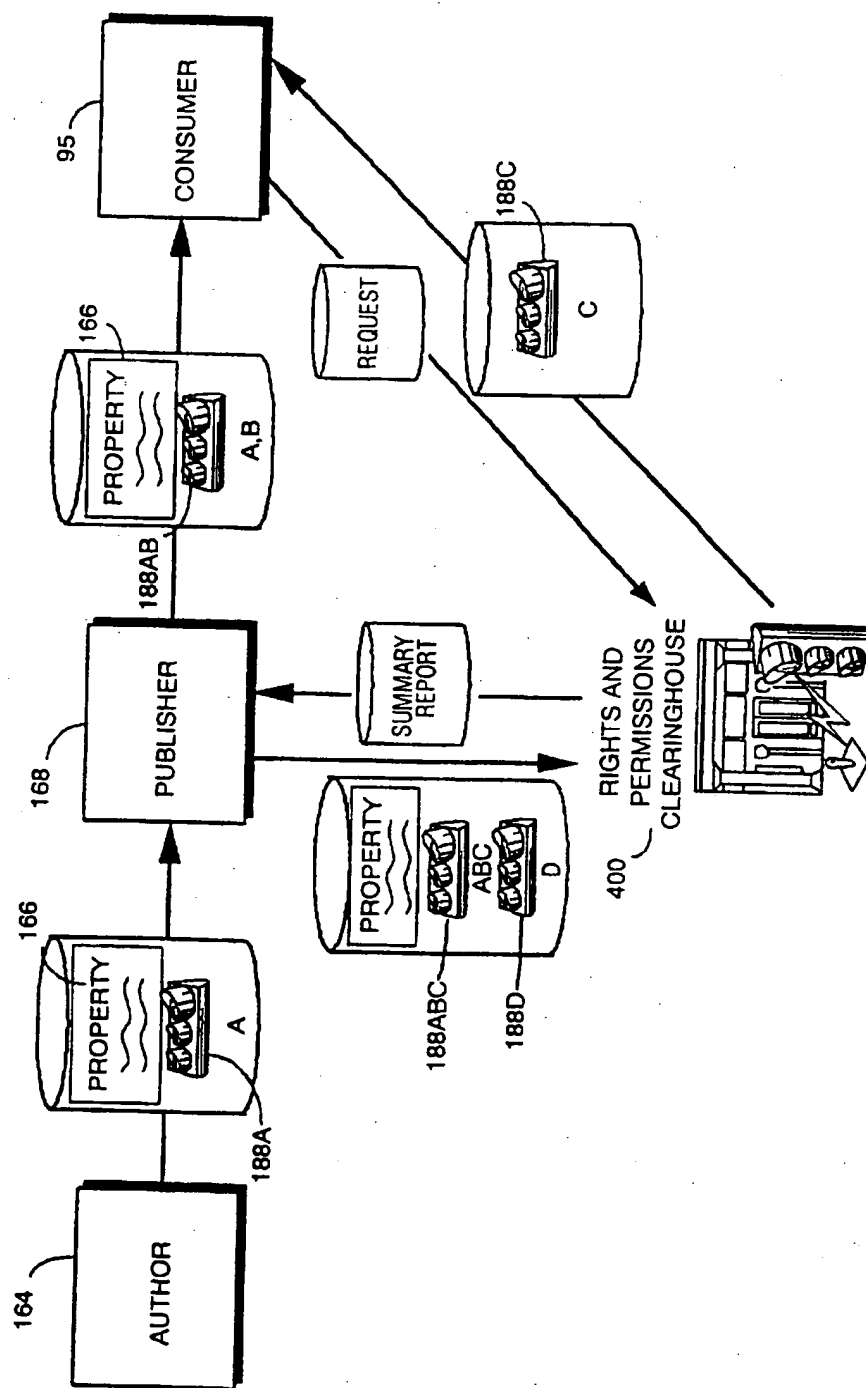 164
AUTHOR
166
PROPERTY
A
188A
168
PUBLISHER
188AB
166
PROPERTY
A,B
95
CONSUMER
REQUEST
188C
C
SUMMARY
REPORT
PROPERTY
188ABC
ABC
188D
D
400
RIGHTS AND
PERMISSIONS
CLEARINGHOUSE